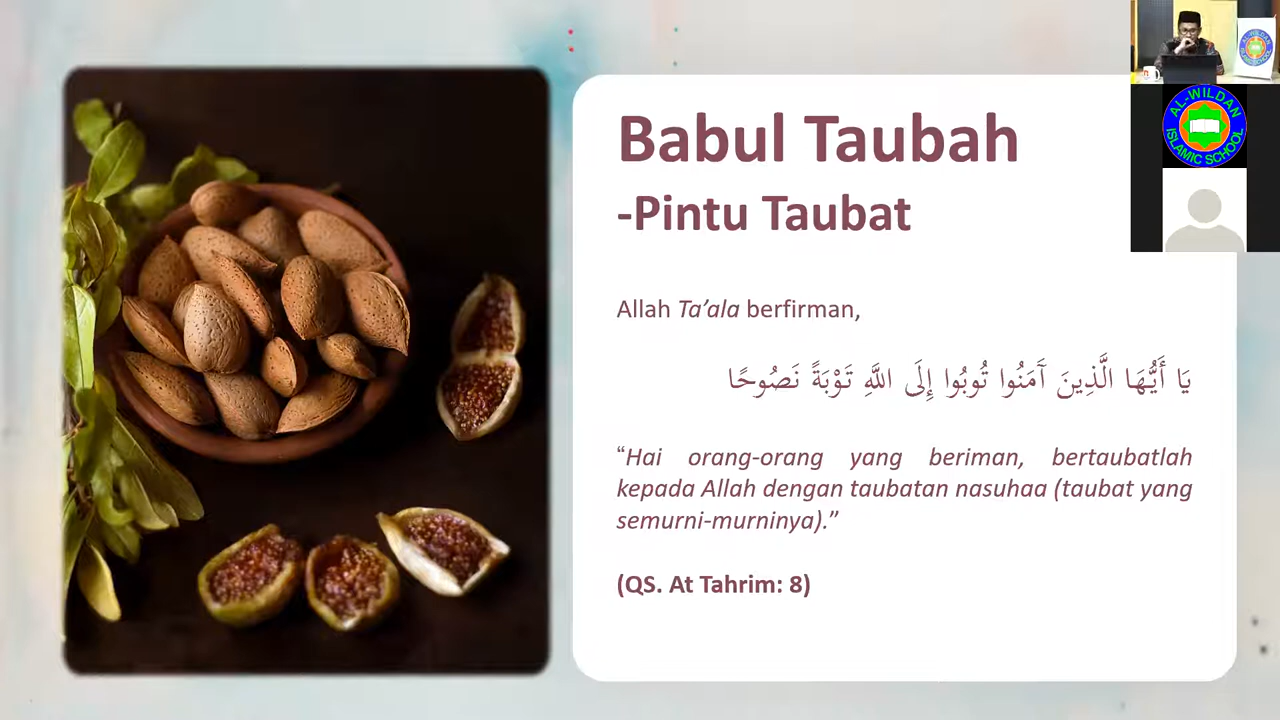 Babul Taubah
-Pintu Taubat
Allah Ta’ala berfirman,
يَا أَيُّهَا الَّذِينَ آَمَنُوا تُوبُوا إِلَى اللَّهِ تَوْبَةً نَصُوحًا
“Hai orang-orang yang beriman, bertaubatlah
kepada Allah dengan taubatan nasuhaa (taubat yang
semurni-murninya).”
(QS. At Tahrim: 8)
AL-WILDAN
ISLAMIC SCHOOL